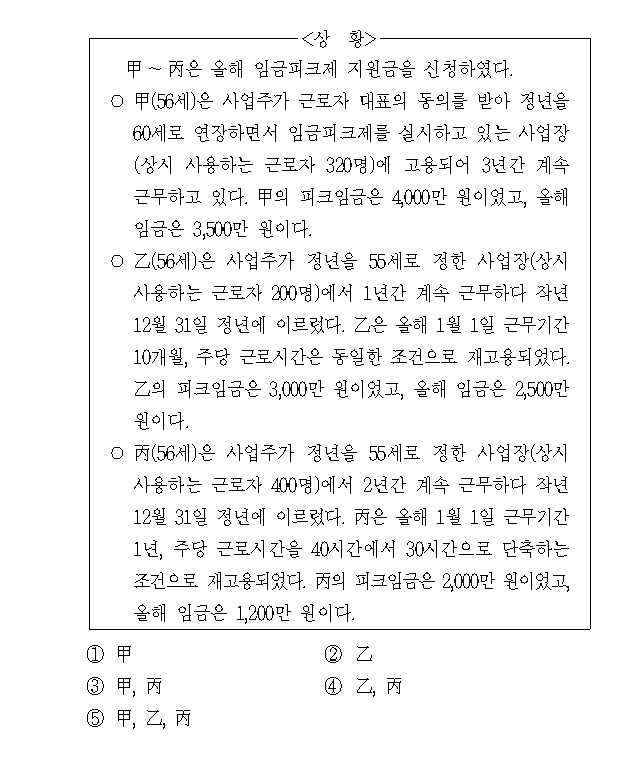 <상 황>
甲 ~ 丙은 올해 임금피크제 지원금을 신청하였다.
○ 甲(56세)은 사업주가 근로자 대표의 동의를 받아 정년을
60세로 연장하면서 임금피크제를 실시하고 있는 사업장
(상시 사용하는 근로자 320명)에 고용되어 3년간 계속
근무하고 있다. 甲의 피크임금은 4,000만 원이었고, 올해
임금은 3,500만 원이다.
○ 乙(56세)은 사업주가 정년을 55세로 정한 사업장(상시
사용하는 근로자 200명)에서 1년간 계속 근무하다 작년
12월 31일 정년에 이르렀다. 乙은 올해 1월 1일 근무기간
10개월, 주당 근로시간은 동일한 조건으로 재고용되었다.
乙의 피크임금은 3,000만 원이었고, 올해 임금은 2,500만
원이다.
○ 丙(56세)은 사업주가 정년을 55세로 정한 사업장(상시
사용하는 근로자 400명)에서 2년간 계속 근무하다 작년
12월 31일 정년에 이르렀다. 丙은 올해 1월 1일 근무기간
1년, 주당 근로시간을 40시간에서 30시간으로 단축하는
조건으로 재고용되었다. 丙의 피크임금은 2,000만 원이었고,
올해 임금은 1,200만 원이다.
① 甲 ② 乙
③ 甲, 丙 ④ 乙, 丙
⑤ 甲, 乙, 丙